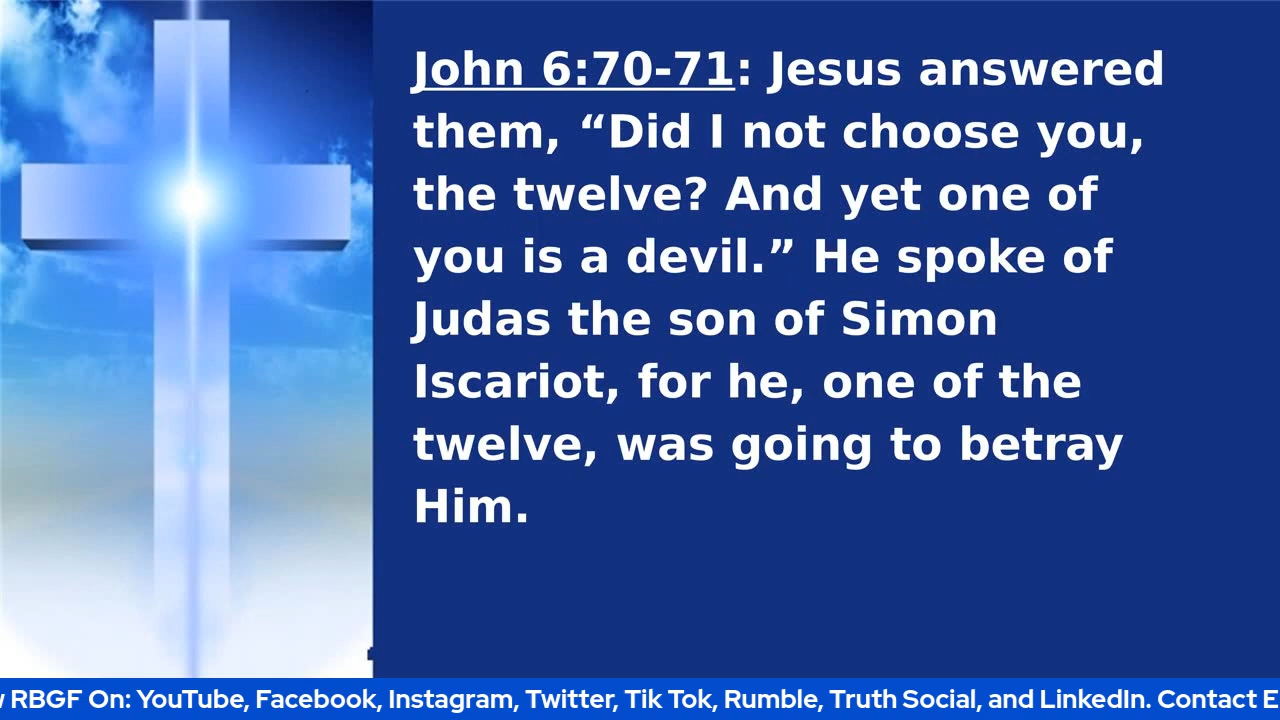 John 6:70-71: Jesus answered
them, “Did I not choose you,
the twelve? And yet one of
you is a devil.” He spoke of
Judas the son of Simon
Iscariot, for he, one of the
twelve, was going to betray
Him.
RBGF On: YouTube, Facebook, Instagram, Twitter, Tik Tok, Rumble, Truth Social, and LinkedIn. Contact